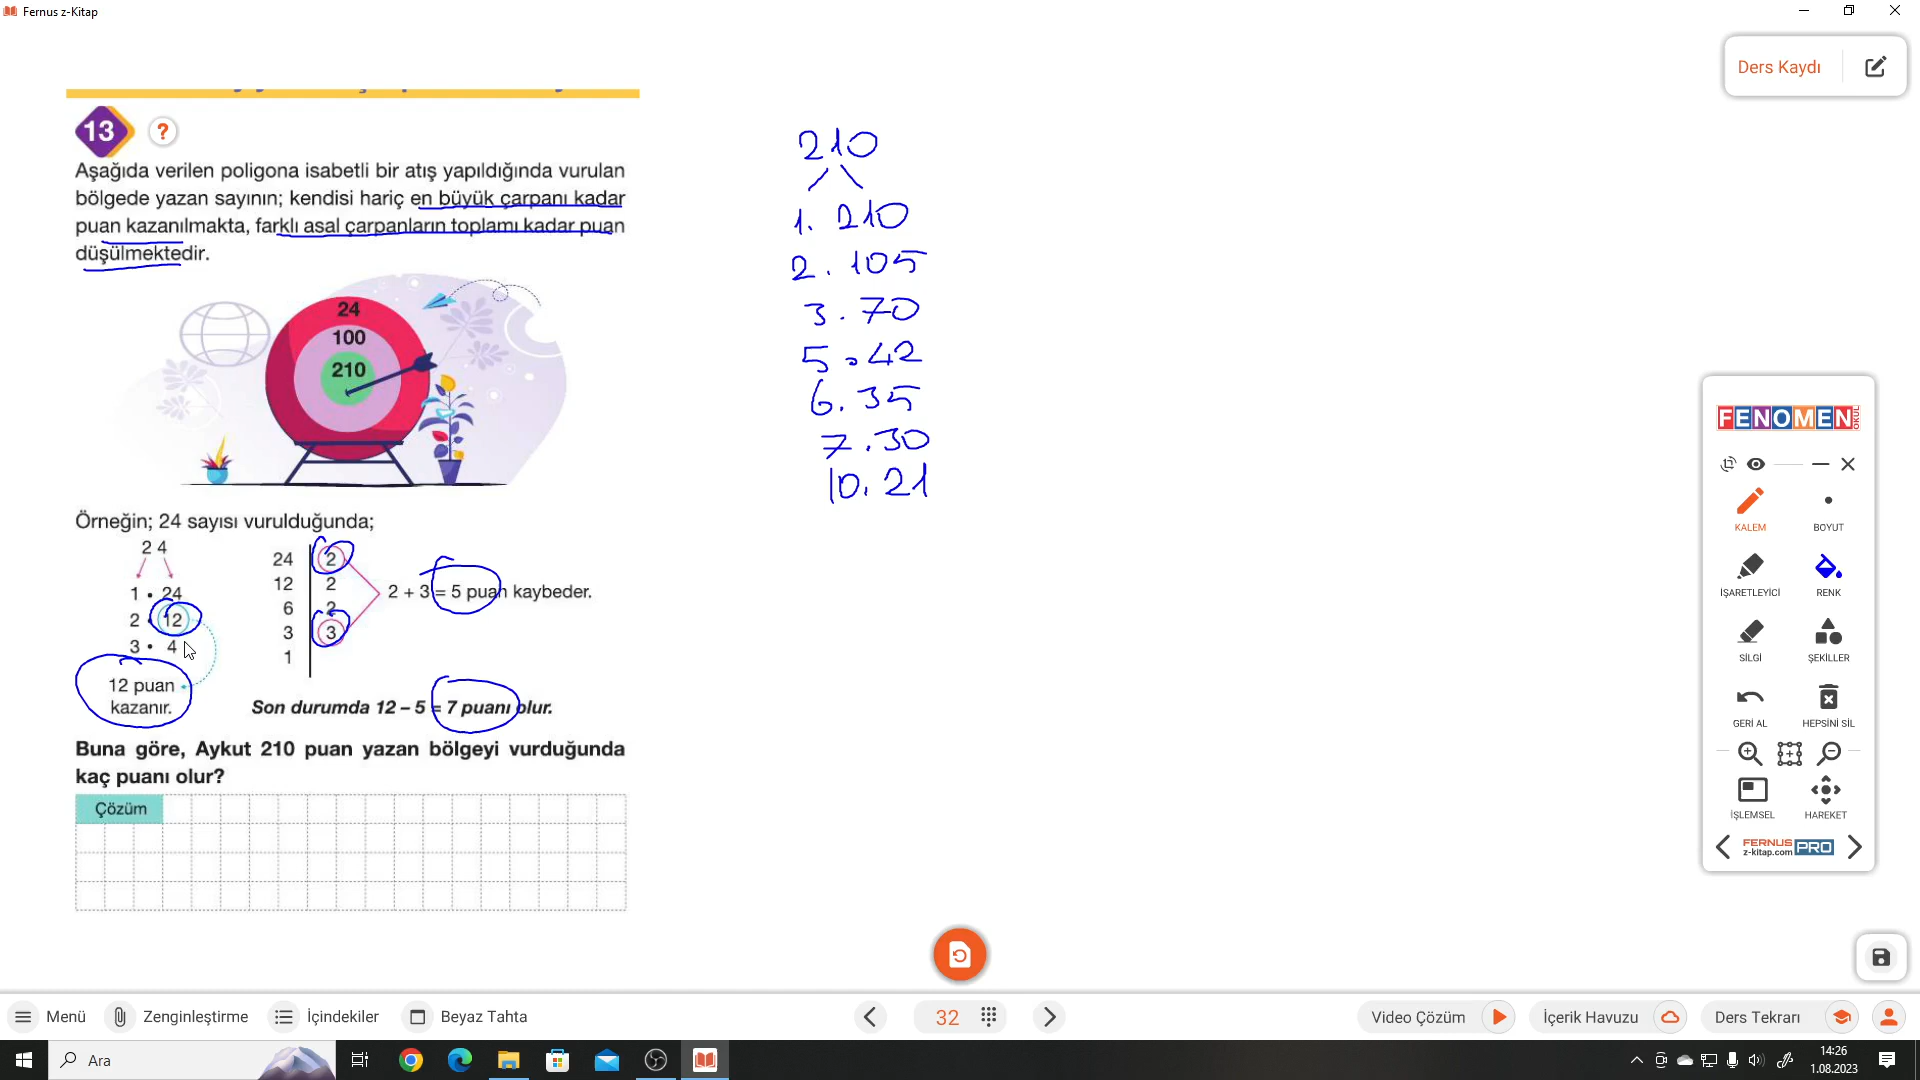 Fernus z-Kitap
Ders Kaydı
13 ?
Aşağıda verilen poligona isabetli bir atış yapıldığında vurulan
bölgede yazan sayının; kendisi hariç en büyük çarpanı kadar
puan kazanılmakta, farklı asal çarpanların toplamı kadar puan
düşülmektedir.
24
100
210
Örneğin; 24 sayısı vurulduğunda;
24
1 • 24
2 • 12
3 • 4
12 puan
kazanır.
24 2
12 2
6 2
3 3
1
2 + 3 = 5 puan kaybeder.
Son durumda 12 – 5 = 7 puanı olur.
Buna göre, Aykut 210 puan yazan bölgeyi vurduğunda
kaç puanı olur?
Çözüm
210
1. 210
2. 105
3. 70
5. 42
6. 35
7. 30
10. 21
FENOMEN OKUL
KALEM BOYUT
İŞARETLEYİCİ RENK
SİLGİ ŞEKİLLER
GERİ AL HEPSİNİ SİL
İŞLEMSEL HAREKET
FERNUS z-kitap.com PRO
Menü Zenginleştirme İçindekiler Beyaz Tahta 32 Video Çözüm İçerik Havuzu Ders Tekrarı
Ara
14:26
1.08.2023